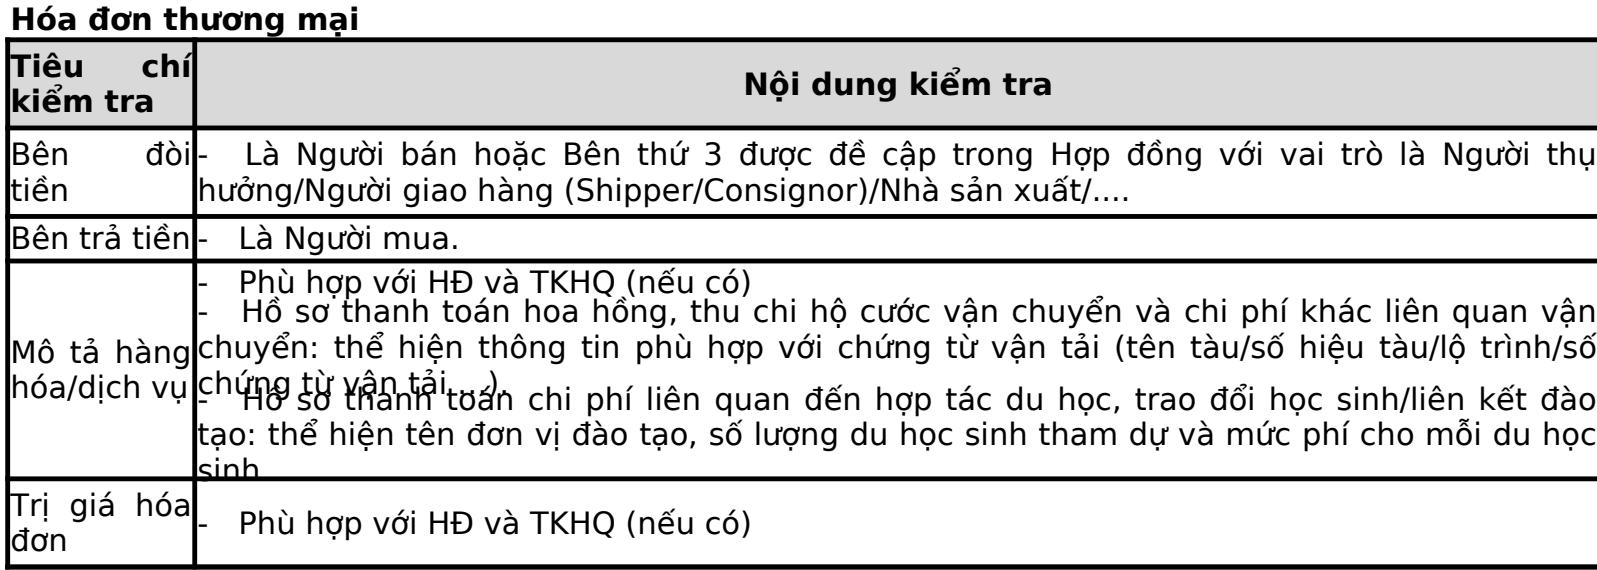 Hóa đơn thương mại
Tiêu chí
kiểm tra
Nội dung kiểm tra
Bên đòi
tiền
- Là Người bán hoặc Bên thứ 3 được đề cập trong Hợp đồng với vai trò là Người thụ
hưởng/Người giao hàng (Shipper/Consignor)/Nhà sản xuất/....
Bên trả tiền
- Là Người mua.
Mô tả hàng
hóa/dịch vụ
- Phù hợp với HĐ và TKHQ (nếu có)
- Hồ sơ thanh toán hoa hồng, thu chi hộ cước vận chuyển và chi phí khác liên quan vận
chuyển: thể hiện thông tin phù hợp với chứng từ vận tải (tên tàu/số hiệu tàu/lộ trình/số
chứng từ vận tải ...).
- Hồ sơ thanh toán chi phí liên quan đến hợp tác du học, trao đổi học sinh/liên kết đào
tạo: thể hiện tên đơn vị đào tạo, số lượng du học sinh tham dự và mức phí cho mỗi du học
sinh
Trị giá hóa
đơn
- Phù hợp với HĐ và TKHQ (nếu có)